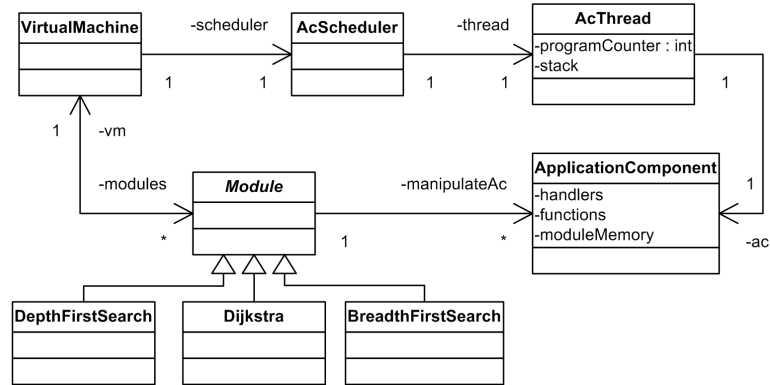 VirtualMachine
-scheduler
AcScheduler
-thread
AcThread
-programCounter : int
-stack
1
1
1
1
1
1
-vm
-modules
*
Module
1
-manipulateAc
*
ApplicationComponent
-handlers
-functions
-moduleMemory
1
-ac
DepthFirstSearch
Dijkstra
BreadthFirstSearch